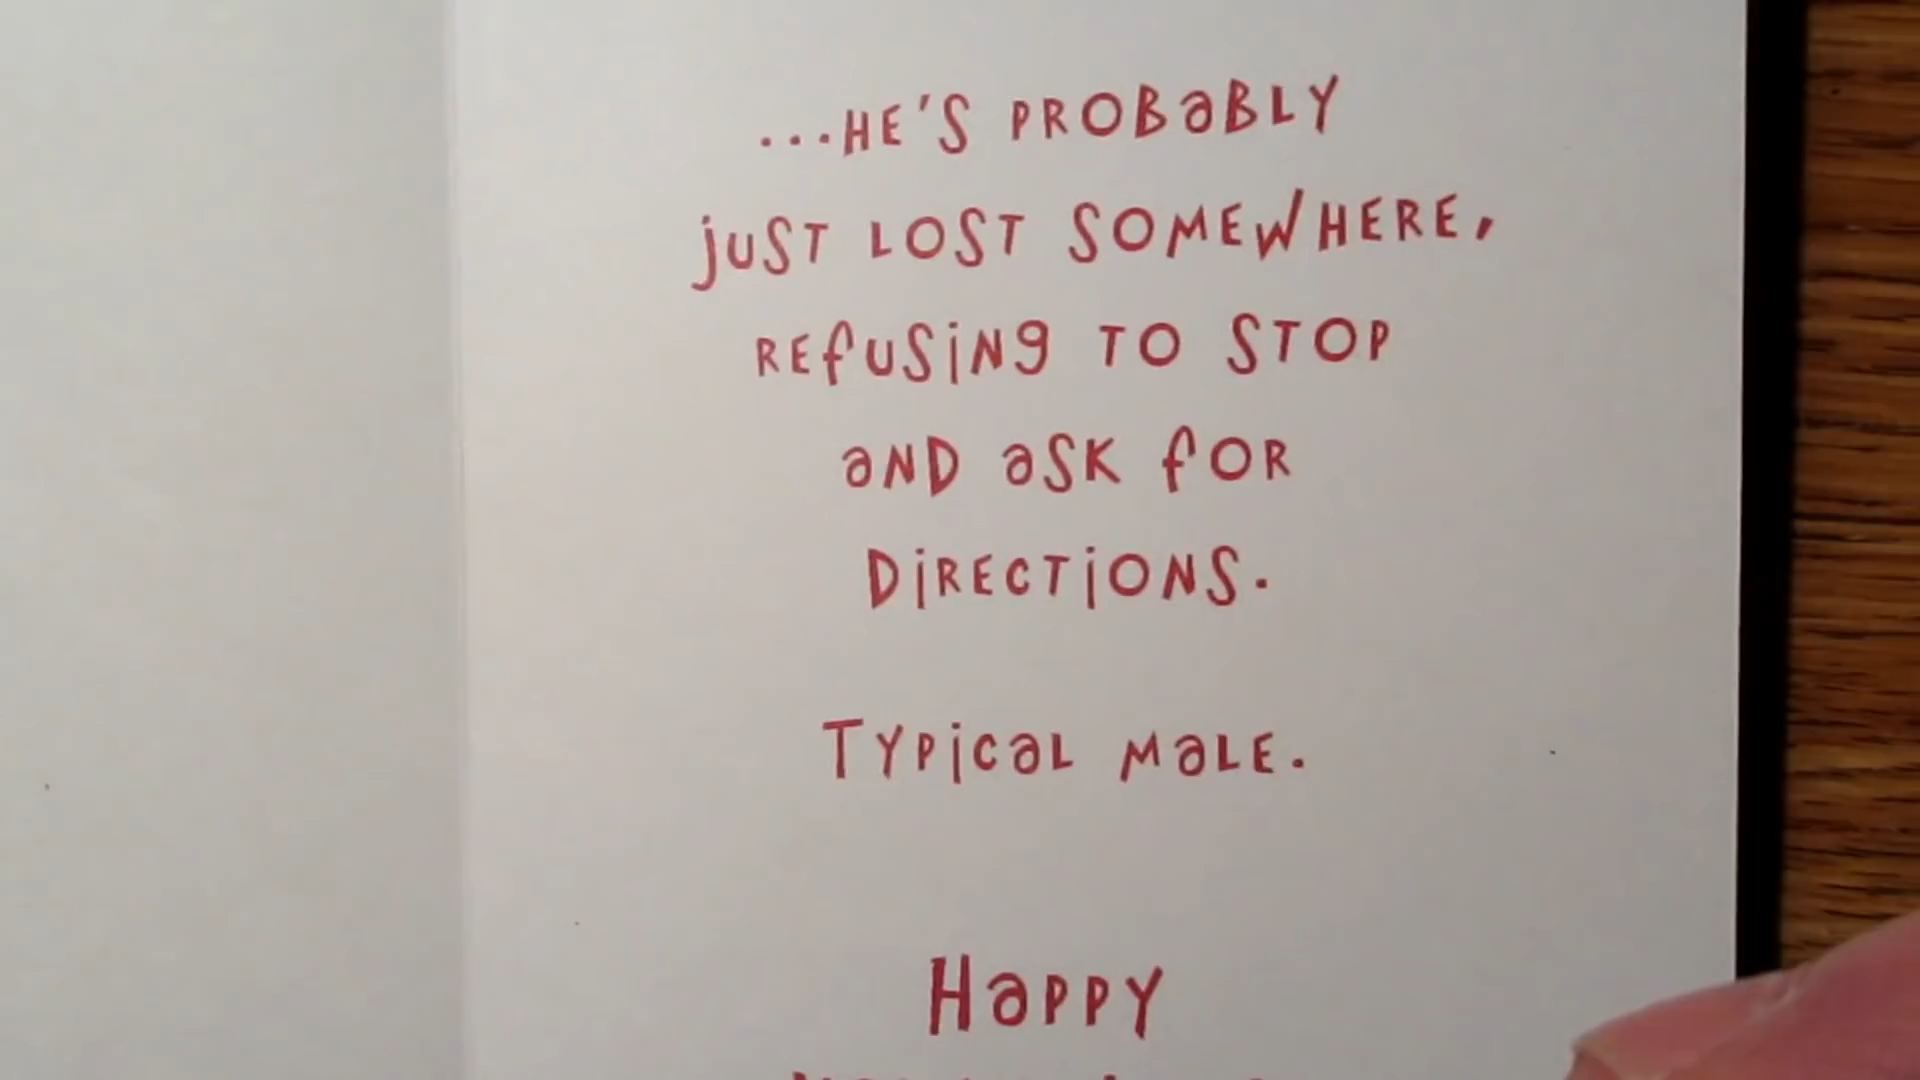 ...HE'S PROBaBLY
jUST LOST SOMEWHERE,
REfUSiNg TO STOP
aND aSK fOR
DiRECTiONS.
TYPiCaL MaLE.
HaPPY